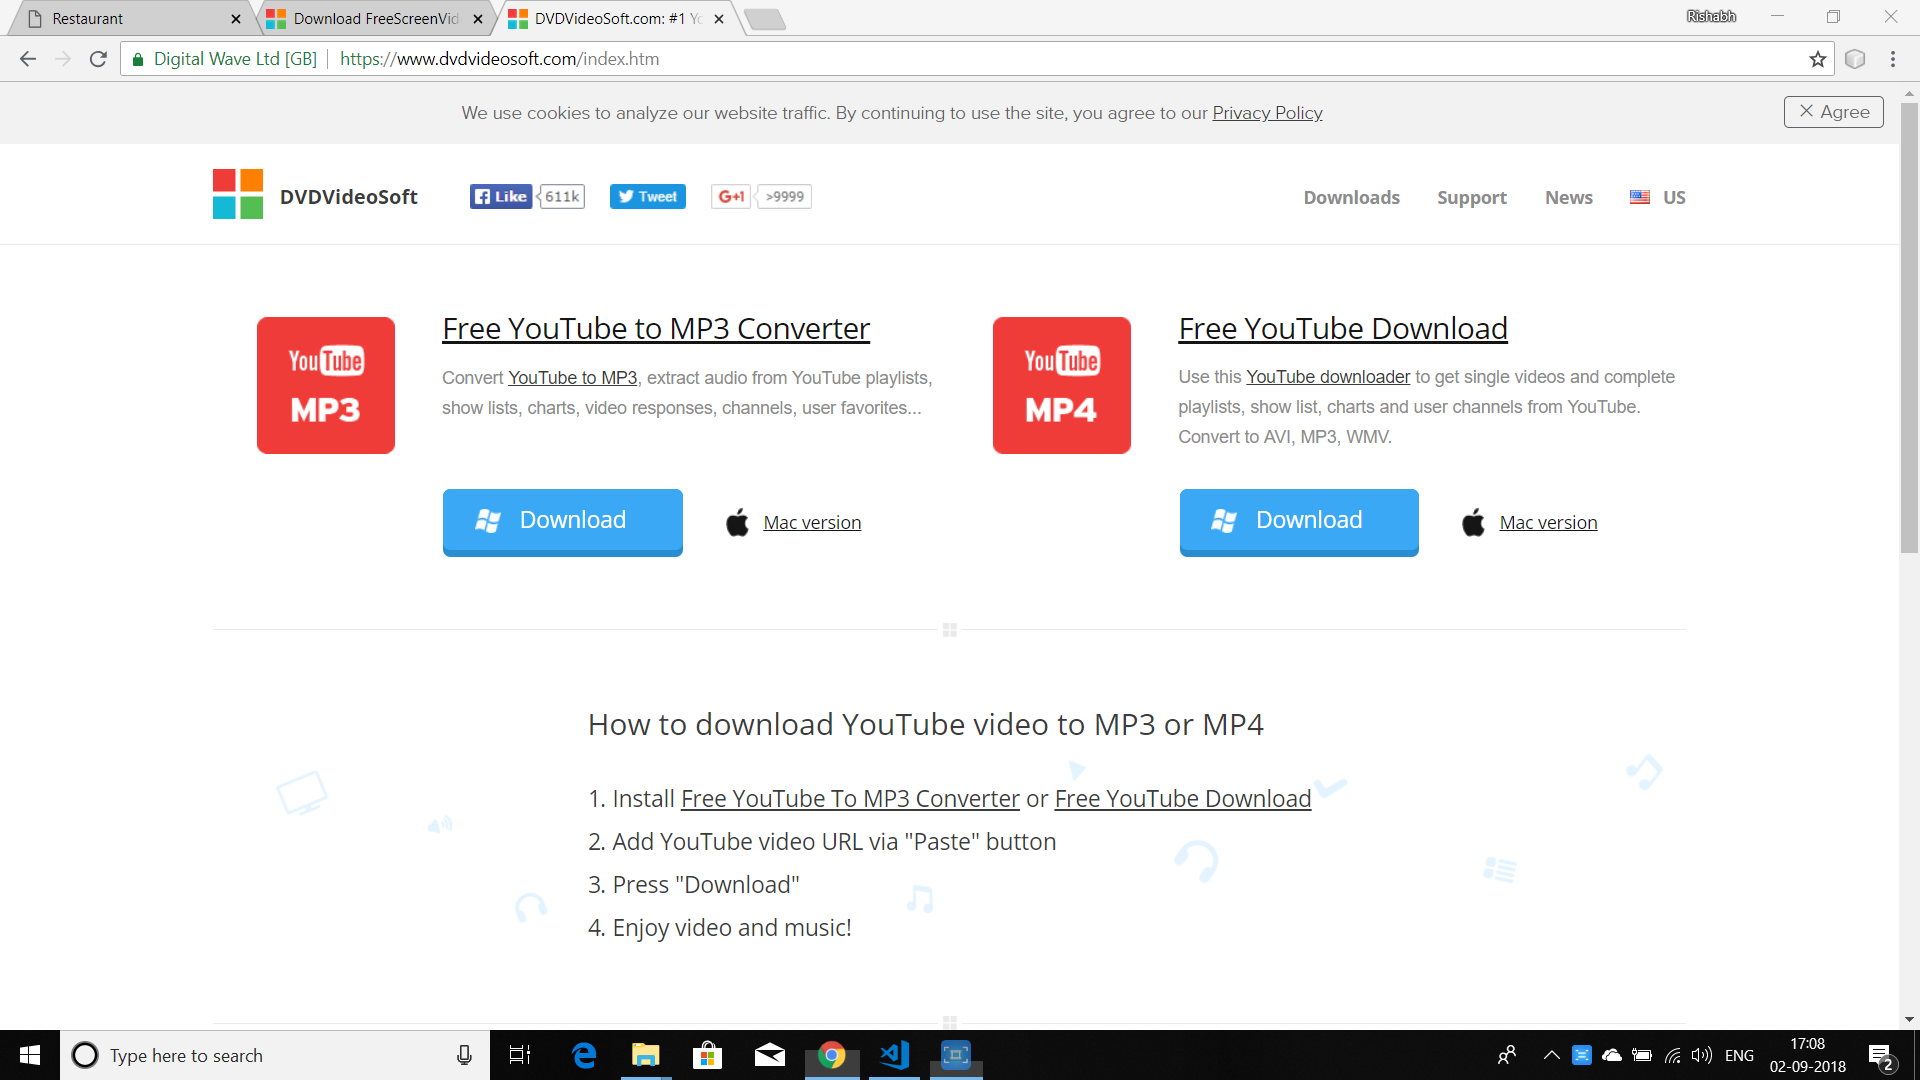 Restaurant
Download FreeScreenVid
DVDVideoSoft.com: #1 Yo
Rishabh
Digital Wave Ltd [GB]
https://www.dvdvideosoft.com/index.htm
We use cookies to analyze our website traffic. By continuing to use the site, you agree to our Privacy Policy
Agree
DVDVideoSoft
Like
611k
Tweet
G+1
>9999
Downloads
Support
News
US
YouTube
MP3
Free YouTube to MP3 Converter
Convert YouTube to MP3, extract audio from YouTube playlists,
show lists, charts, video responses, channels, user favorites...
Download
Mac version
YouTube
MP4
Free YouTube Download
Use this YouTube downloader to get single videos and complete
playlists, show list, charts and user channels from YouTube.
Convert to AVI, MP3, WMV.
Download
Mac version
How to download YouTube video to MP3 or MP4
1. Install Free YouTube To MP3 Converter or Free YouTube Download
2. Add YouTube video URL via "Paste" button
3. Press "Download"
4. Enjoy video and music!
Type here to search
ENG
17:08
02-09-2018
2